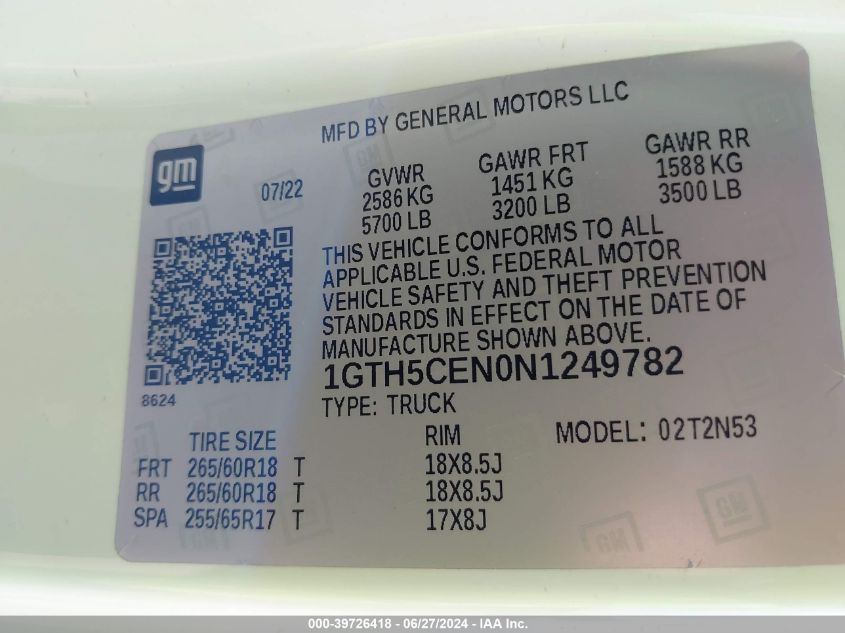 MFD BY GENERAL MOTORS LLC
gm
07/22
GVWR GAWR FRT GAWR RR
2586 KG 1451 KG 1588 KG
5700 LB 3200 LB 3500 LB
THIS VEHICLE CONFORMS TO ALL
APPLICABLE U.S. FEDERAL MOTOR
VEHICLE SAFETY AND THEFT PREVENTION
STANDARDS IN EFFECT ON THE DATE OF
MANUFACTURE SHOWN ABOVE.
1GTH5CEN0N1249782
8624
TYPE: TRUCK
TIRE SIZE RIM MODEL: 02T2N53
FRT 265/60R18 T 18X8.5J
RR 265/60R18 T 18X8.5J
SPA 255/65R17 T 17X8J
GM
GM
000-39726418 - 06/27/2024 - IAA Inc.